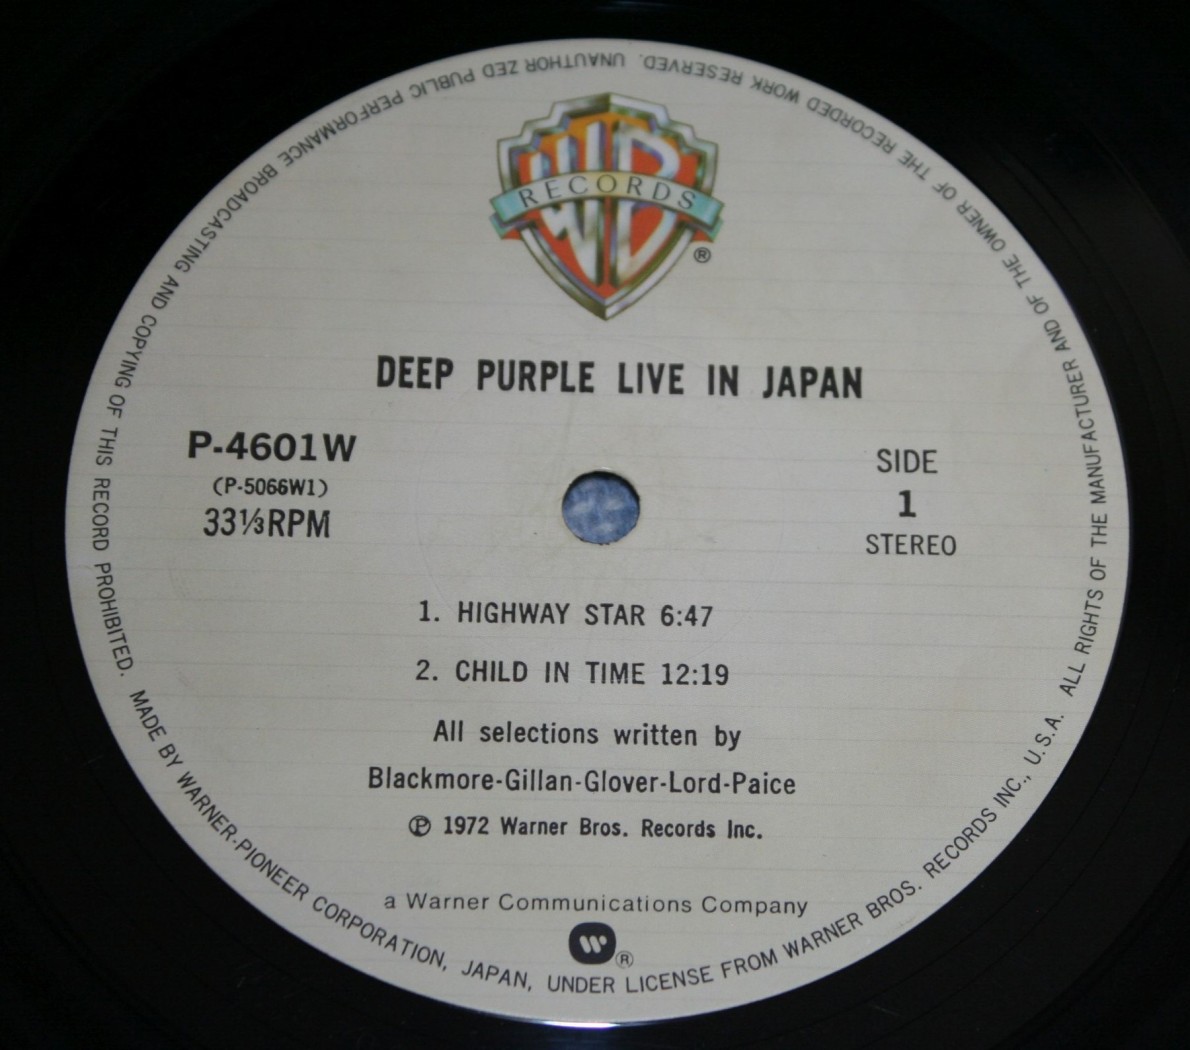 WB
RECORDS
®
DEEP PURPLE LIVE IN JAPAN
P-4601W
(P-5066W1)
33⅓RPM
SIDE
1
STEREO
1. HIGHWAY STAR 6:47
2. CHILD IN TIME 12:19
All selections written by
Blackmore-Gillan-Glover-Lord-Paice
℗ 1972 Warner Bros. Records Inc.
a Warner Communications Company
W®
MADE BY WARNER-PIONEER CORPORATION, JAPAN, UNDER LICENSE FROM WARNER BROS. RECORDS INC., U.S.A. ALL RIGHTS OF THE MANUFACTURER AND OF THE OWNER OF THE RECORDED WORK RESERVED. UNAUTHOR ZED PUBLIC PERFORMANCE BROADCASTING AND COPYING OF THIS RECORD PROHIBITED.